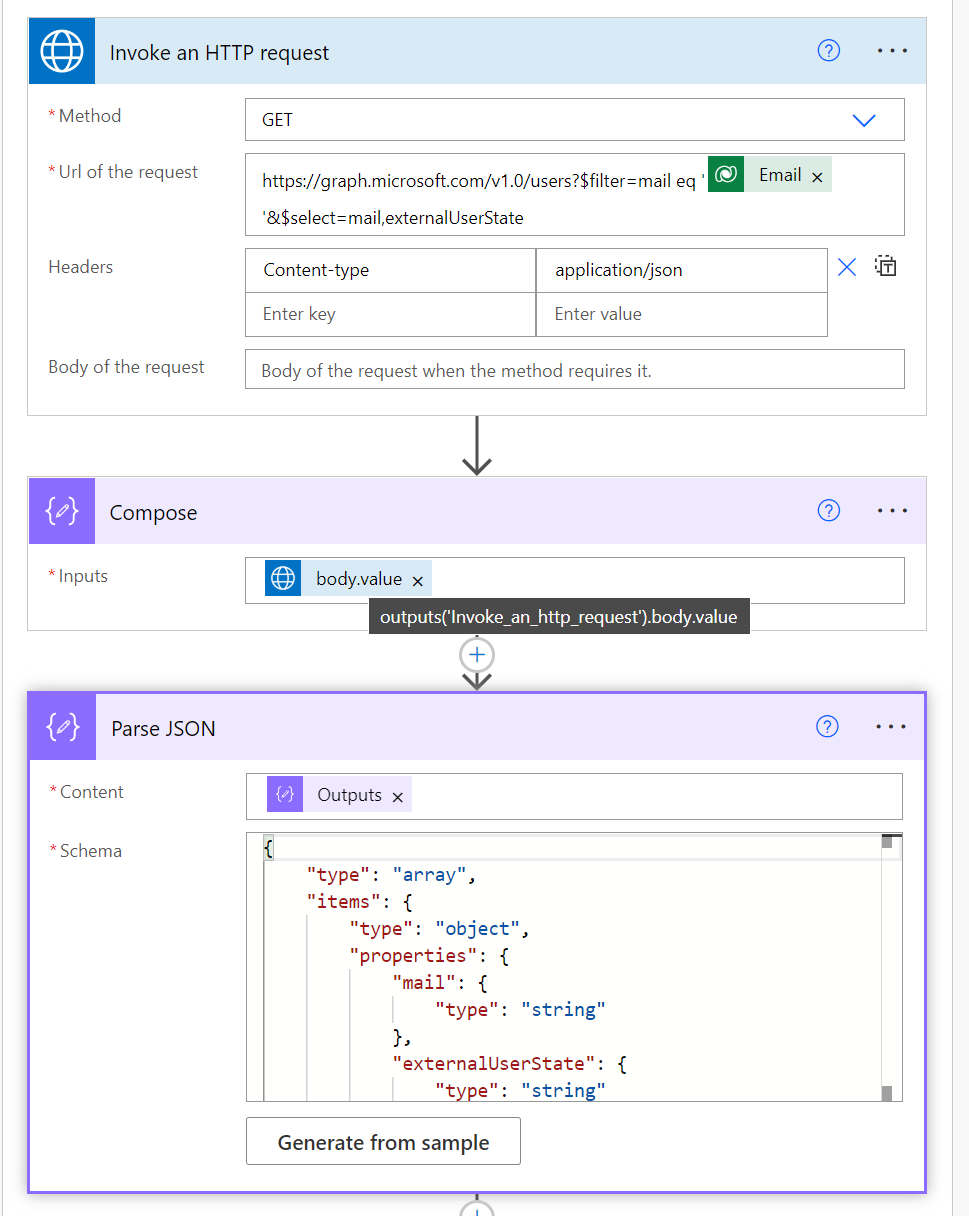 Invoke an HTTP request
* Method
GET
* Url of the request
https://graph.microsoft.com/v1.0/users?$filter=mail eq ' Email ×
'&$select=mail,externalUserState
Headers
Content-type application/json
Enter key Enter value
Body of the request
Body of the request when the method requires it.
Compose
* Inputs
body.value ×
outputs('Invoke_an_http_request').body.value
Parse JSON
* Content
Outputs ×
* Schema
{
"type": "array",
"items": {
"type": "object",
"properties": {
"mail": {
"type": "string"
},
"externalUserState": {
"type": "string"
Generate from sample